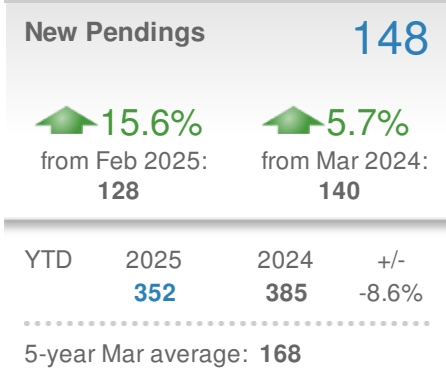 New Pendings 148
15.6% 5.7%
from Feb 2025: from Mar 2024:
128 140
YTD 2025 2024 +/-
352 385 -8.6%
5-year Mar average: 168